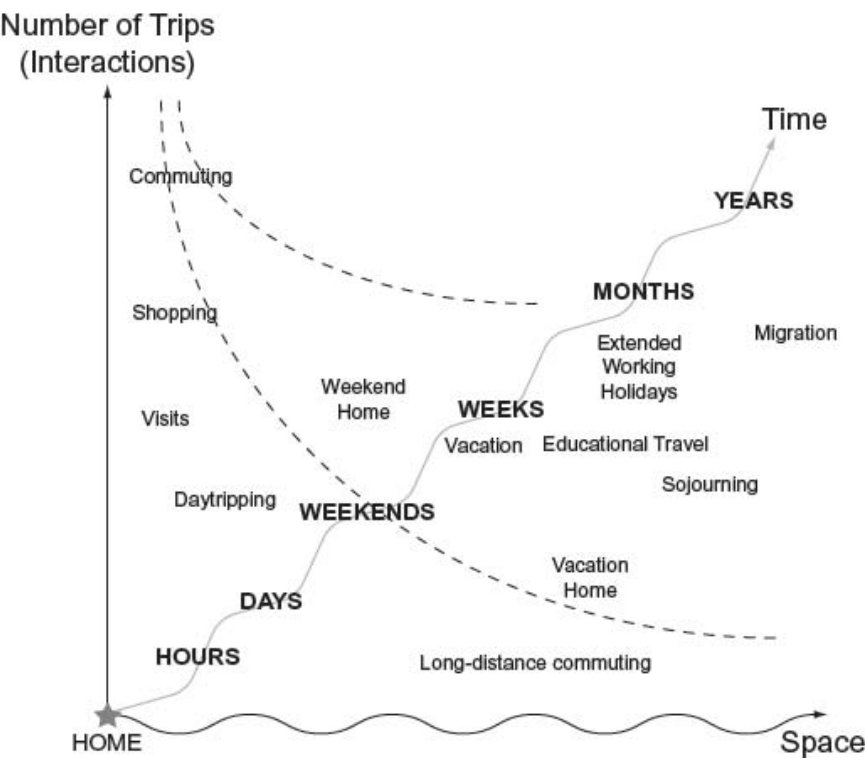 Number of Trips
(Interactions)
Time
Commuting
YEARS
MONTHS
Shopping
Migration
Extended
Working
Holidays
Weekend
Home
WEEKS
Visits
Vacation
Educational Travel
Sojourning
Daytripping
WEEKENDS
Vacation
Home
DAYS
HOURS
Long-distance commuting
HOME
Space